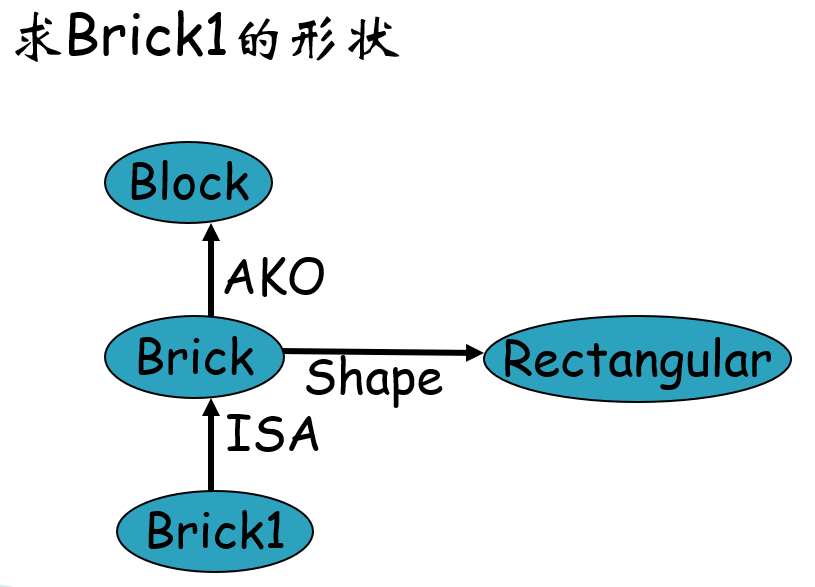 求Brick1的形状
Block
AKO
Brick
Shape
Rectangular
ISA
Brick1